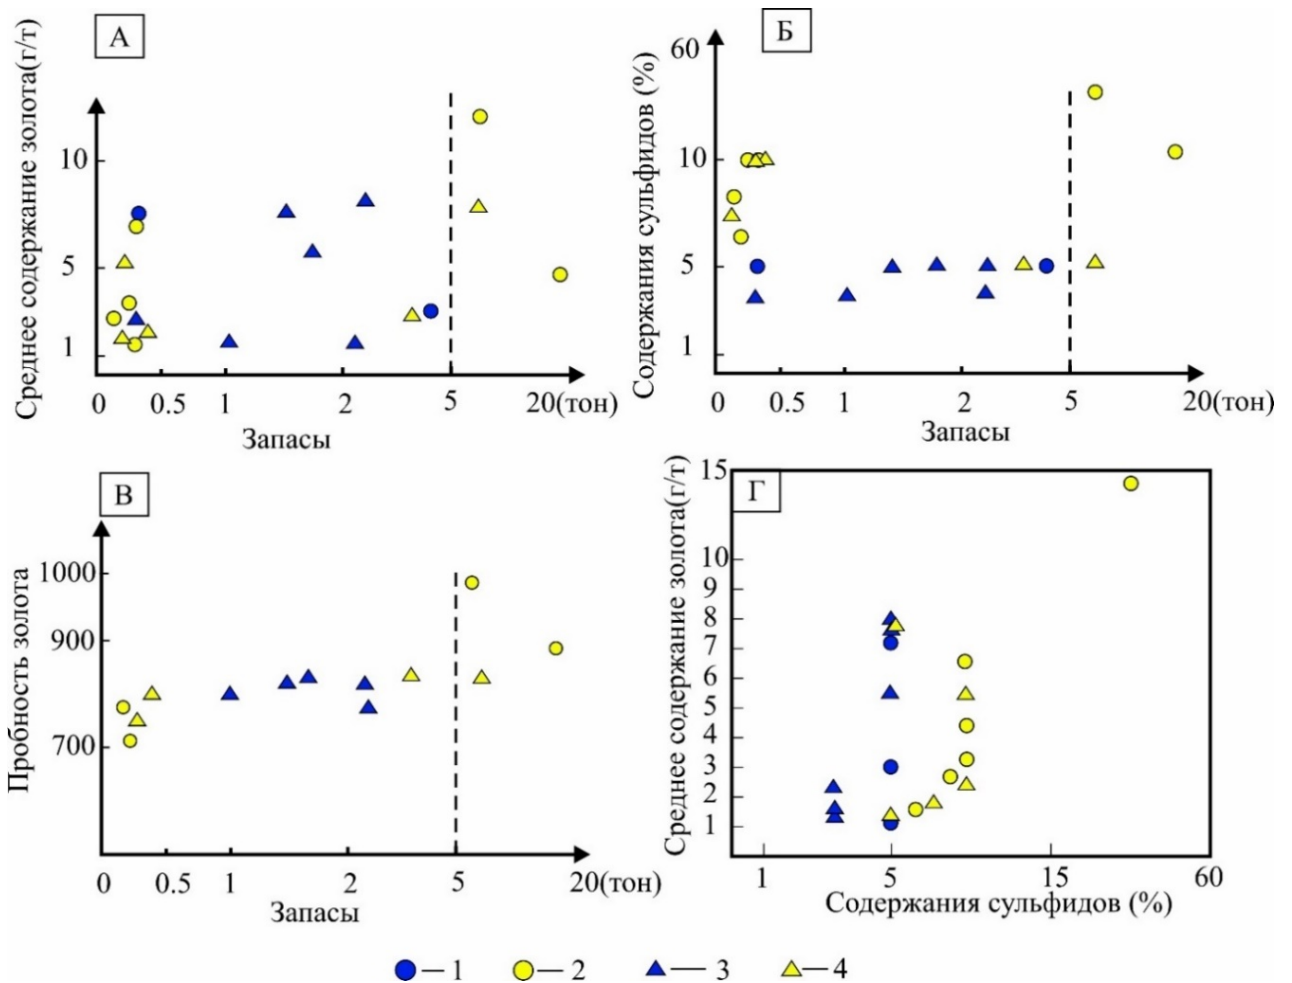 А
Среднее содержание золота(г/т)
10
5
1
0 0.5 1 2 5 20(тон)
Запасы
Б
Содержания сульфидов (%)
60
10
5
1
0 0.5 1 2 5 20(тон)
Запасы
В
Пробность золота
1000
900
700
0 0.5 1 2 5 20(тон)
Запасы
Г
Среднее содержание золота(г/т)
15
10
9
8
7
6
5
4
3
2
1
1 5 15 60
Содержания сульфидов (%)
— 1 — 2 — 3 — 4